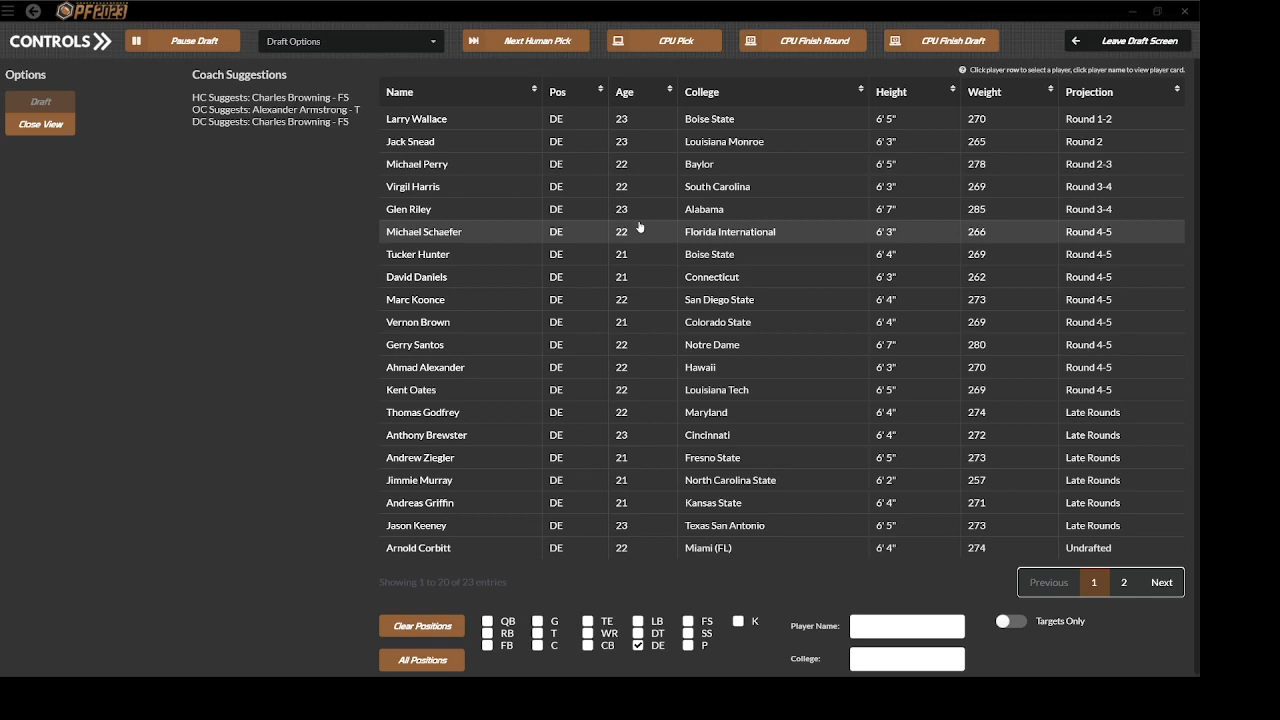 PF2023
CONTROLS
Pause Draft
Draft Options
Next Human Pick
CPU Pick
CPU Finish Round
CPU Finish Draft
Leave Draft Screen
Options
Draft
Close View
Coach Suggestions
HC Suggests: Charles Browning - FS
OC Suggests: Alexander Armstrong - T
DC Suggests: Charles Browning - FS
Click player row to select a player, click player name to view player card.
Name Pos Age College Height Weight Projection
Larry Wallace DE 23 Boise State 6' 5" 270 Round 1-2
Jack Snead DE 23 Louisiana Monroe 6' 3" 265 Round 2
Michael Perry DE 22 Baylor 6' 5" 278 Round 2-3
Virgil Harris DE 22 South Carolina 6' 3" 269 Round 3-4
Glen Riley DE 23 Alabama 6' 7" 285 Round 3-4
Michael Schaefer DE 22 Florida International 6' 3" 266 Round 4-5
Tucker Hunter DE 21 Boise State 6' 4" 269 Round 4-5
David Daniels DE 21 Connecticut 6' 3" 262 Round 4-5
Marc Koonce DE 22 San Diego State 6' 4" 273 Round 4-5
Vernon Brown DE 21 Colorado State 6' 4" 269 Round 4-5
Gerry Santos DE 22 Notre Dame 6' 7" 280 Round 4-5
Ahmad Alexander DE 22 Hawaii 6' 3" 270 Round 4-5
Kent Oates DE 22 Louisiana Tech 6' 5" 269 Round 4-5
Thomas Godfrey DE 22 Maryland 6' 4" 274 Late Rounds
Anthony Brewster DE 23 Cincinnati 6' 4" 272 Late Rounds
Andrew Ziegler DE 21 Fresno State 6' 5" 273 Late Rounds
Jimmie Murray DE 21 North Carolina State 6' 2" 257 Late Rounds
Andreas Griffin DE 21 Kansas State 6' 4" 271 Late Rounds
Jason Keeney DE 23 Texas San Antonio 6' 5" 273 Late Rounds
Arnold Corbitt DE 22 Miami (FL) 6' 4" 274 Undrafted
Showing 1 to 20 of 23 entries
Previous 1 2 Next
Clear Positions
All Positions
QB G TE LB FS K
RB T WR DT SS
FB C CB DE P
Player Name:
College:
Targets Only